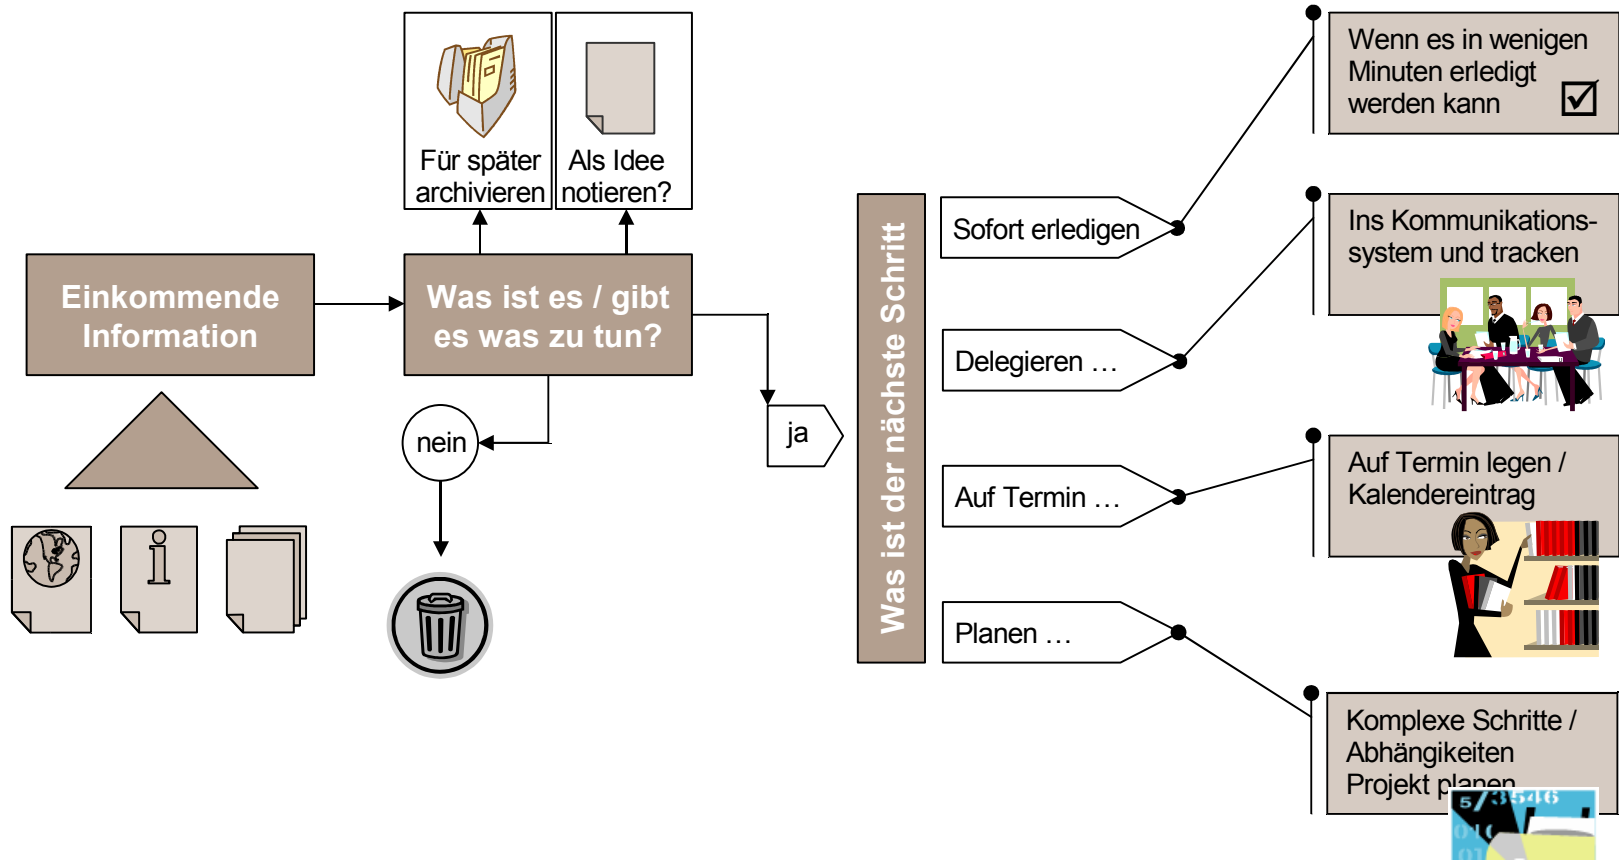 Für später
archivieren
Als Idee
notieren?
Einkommende
Information
Was ist es / gibt
es was zu tun?
nein
ja
Was ist der nächste Schritt
Sofort erledigen
Delegieren …
Auf Termin …
Planen …
Wenn es in wenigen
Minuten erledigt
werden kann
Ins Kommunikations-
system und tracken
Auf Termin legen /
Kalendereintrag
Komplexe Schritte /
Abhängigkeiten
Projekt planen
5/3546